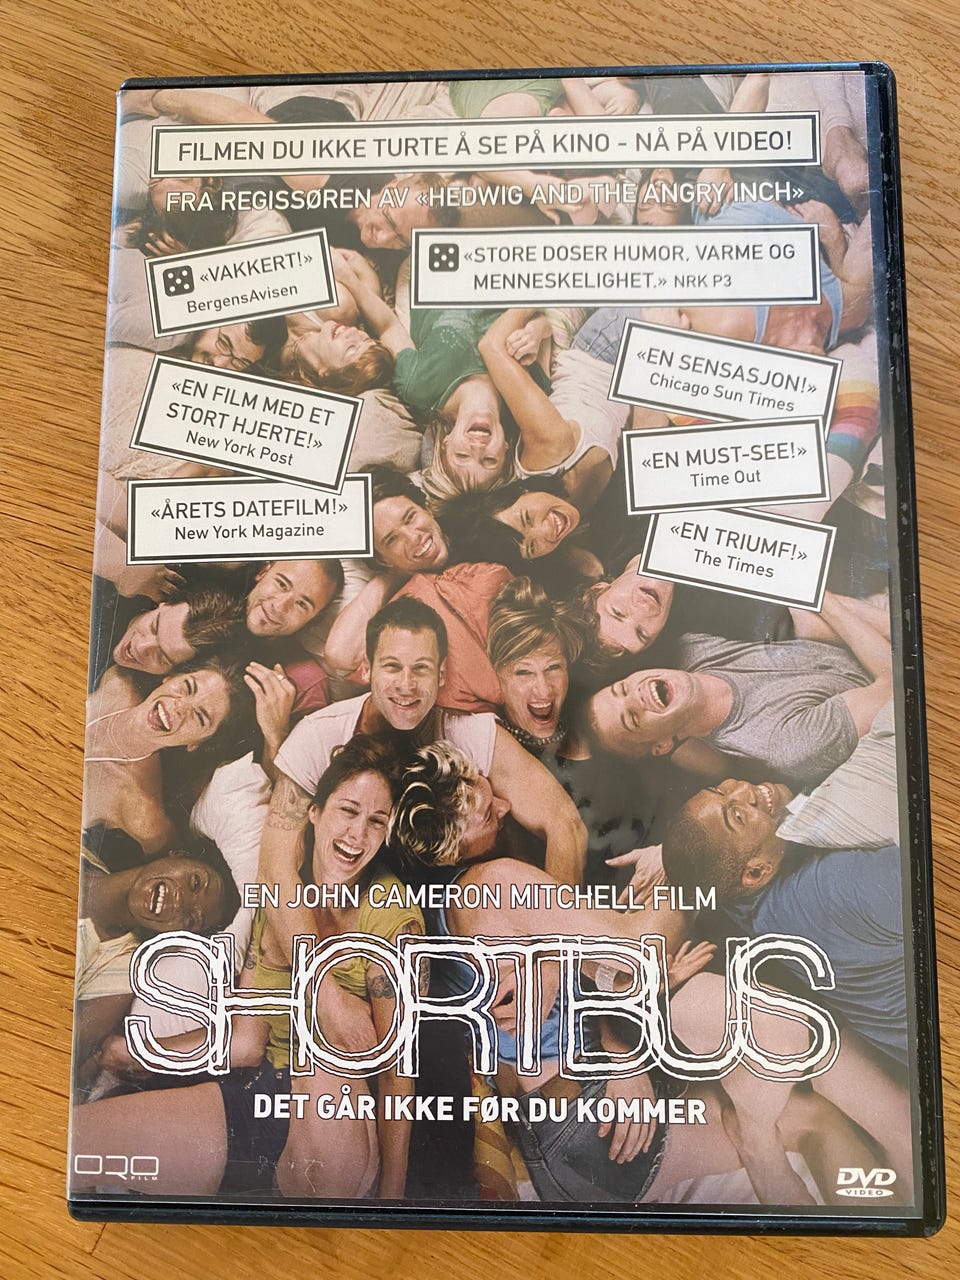 FILMEN DU IKKE TURTE Å SE PÅ KINO - NÅ PÅ VIDEO!
FRA REGISSØREN AV «HEDWIG AND THE ANGRY INCH»
«VAKKERT!»
BergensAvisen
«STORE DOSER HUMOR, VARME OG
MENNESKELIGHET.» NRK P3
«EN FILM MED ET
STORT HJERTE!»
New York Post
«EN SENSASJON!»
Chicago Sun Times
«EN MUST-SEE!»
Time Out
«ÅRETS DATEFILM!»
New York Magazine
«EN TRIUMF!»
The Times
EN JOHN CAMERON MITCHELL FILM
SHORTBUS
DET GÅR IKKE FØR DU KOMMER
ORO
FILM
DVD
VIDEO